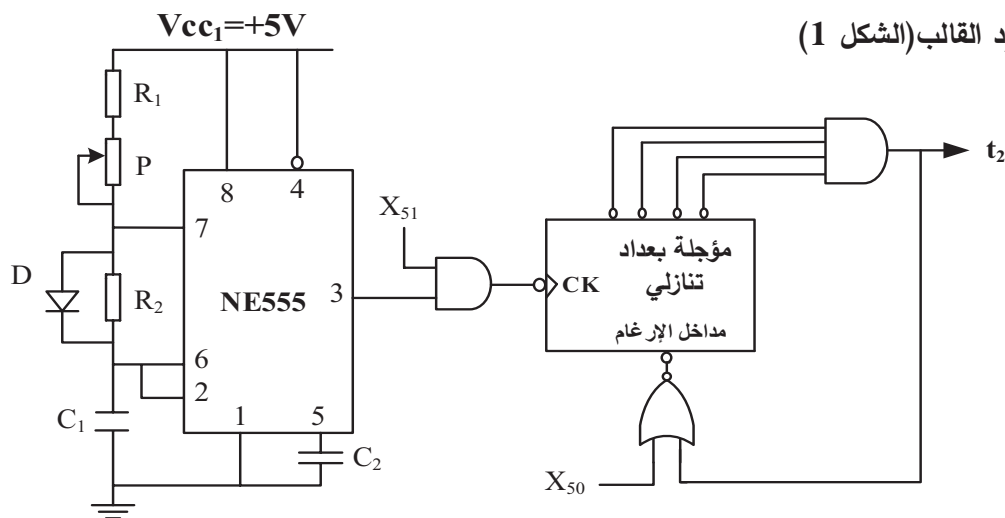 د القالب(الشكل 1)
Vcc₁=+5V
R₁
P
8
4
7
D
R₂
NE555
3
6
2
C₁
1
5
C₂
X₅₁
CK
مؤجلة بعداد
تنازلي
مداخل الإرغام
X₅₀
t₂